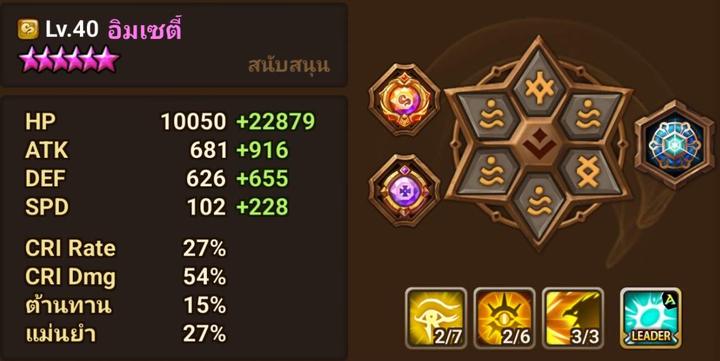 Lv.40 อิมเซตี้
สนับสนุน
HP 10050 +22879
ATK 681 +916
DEF 626 +655
SPD 102 +228
CRI Rate 27%
CRI Dmg 54%
ต้านทาน 15%
แม่นยำ 27%
2/7 2/6 3/3 A LEADER